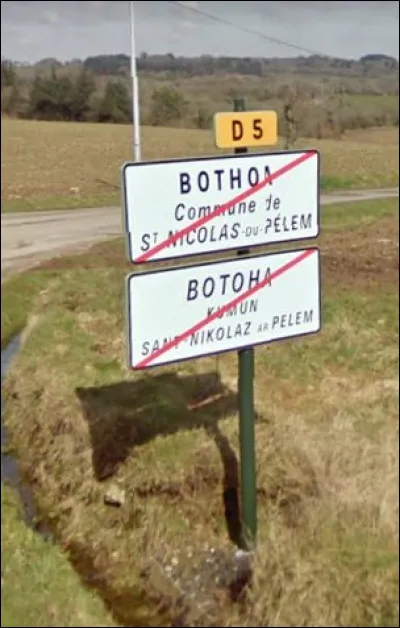 D 5
BOTHOA
Commune de
ST NICOLAS-DU-PÉLEM
BOTOHA
KUMUN
SANT-NIKOLAZ AR PELEM